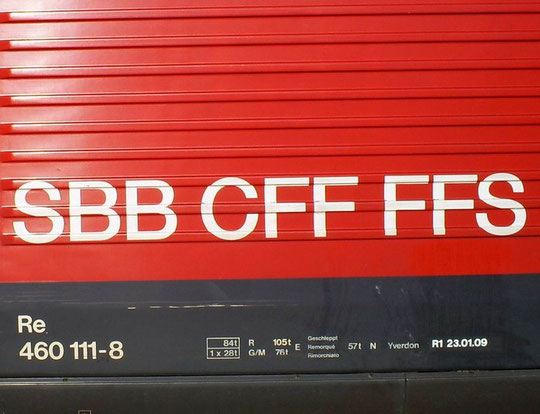 SBB CFF FFS
Re
460 111-8
84t R 105t E Geschleppt
Remorqué 57t N Yverdon R1 23.01.09
1 x 28t G/M 76t Rimorchiato